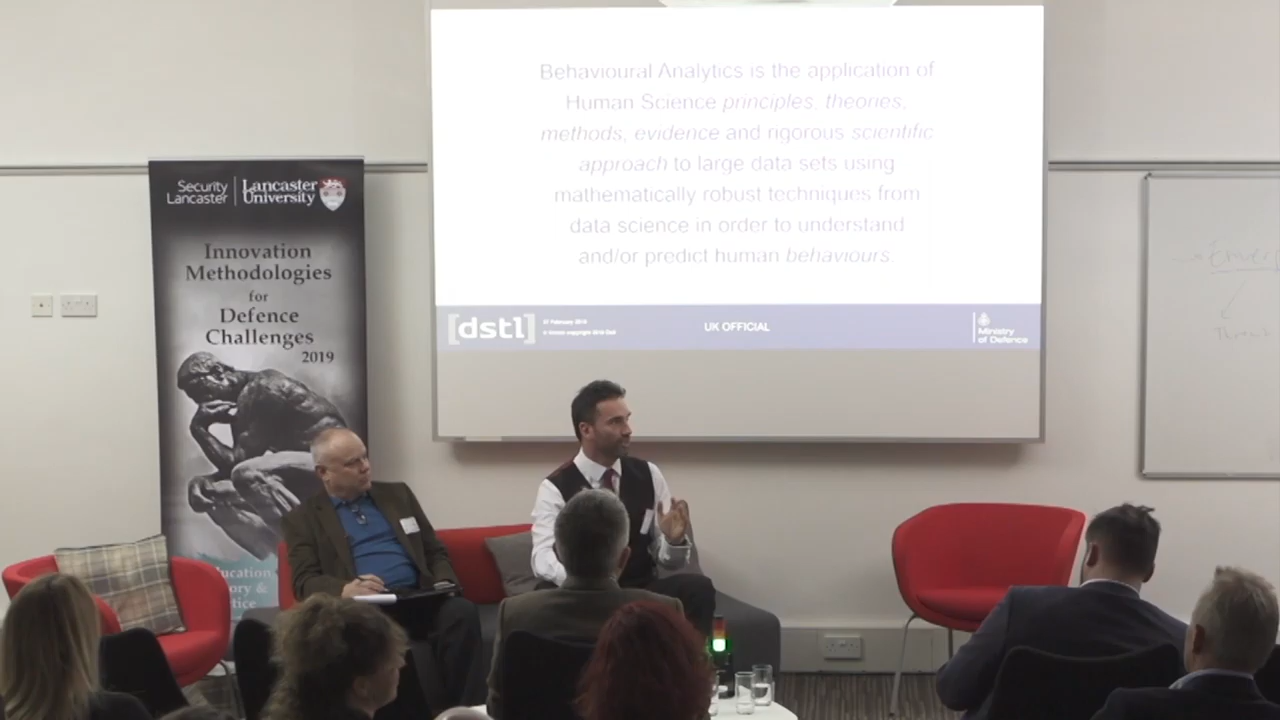 Behavioural Analytics is the application of
Human Science principles, theories,
methods, evidence and rigorous scientific
approach to large data sets using
mathematically robust techniques from
data science in order to understand
and/or predict human behaviours.
[dstl]
UK OFFICIAL
Ministry
of Defence
Security
Lancaster
Lancaster
University
Innovation
Methodologies
for
Defence
Challenges
2019